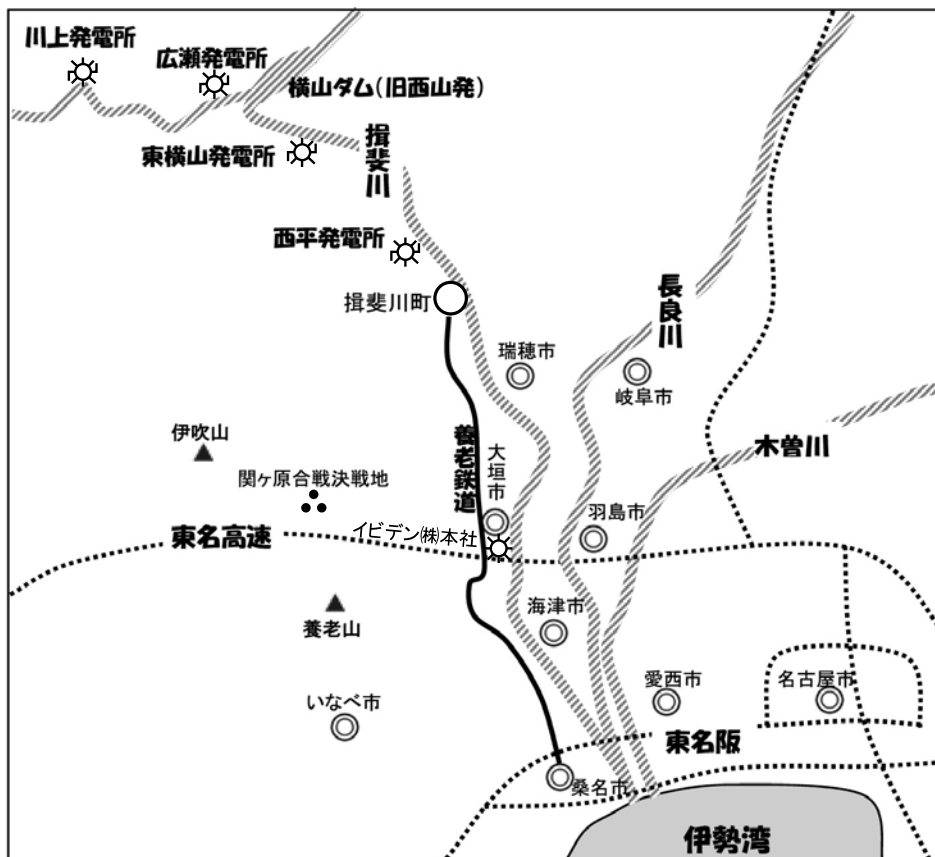 川上発電所
広瀬発電所
横山ダム(旧西山発)
東横山発電所
揖斐川
西平発電所
揖斐川町
長良川
瑞穂市
岐阜市
伊吹山
養老鉄道
大垣市
木曽川
関ヶ原合戦決戦地
東名高速
イビデン㈱本社
羽島市
海津市
養老山
いなべ市
愛西市
名古屋市
東名阪
桑名市
伊勢湾